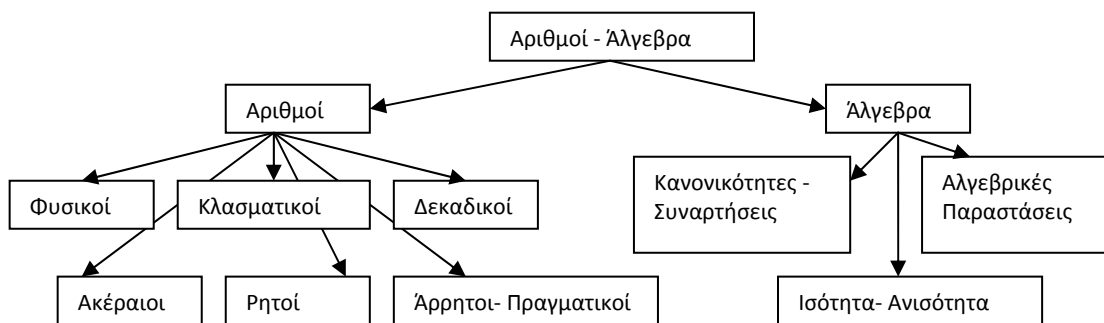 Αριθμοί - Άλγεβρα
Αριθμοί
Άλγεβρα
Φυσικοί
Κλασματικοί
Δεκαδικοί
Κανονικότητες -
Συναρτήσεις
Αλγεβρικές
Παραστάσεις
Ακέραιοι
Ρητοί
Άρρητοι- Πραγματικοί
Ισότητα- Ανισότητα